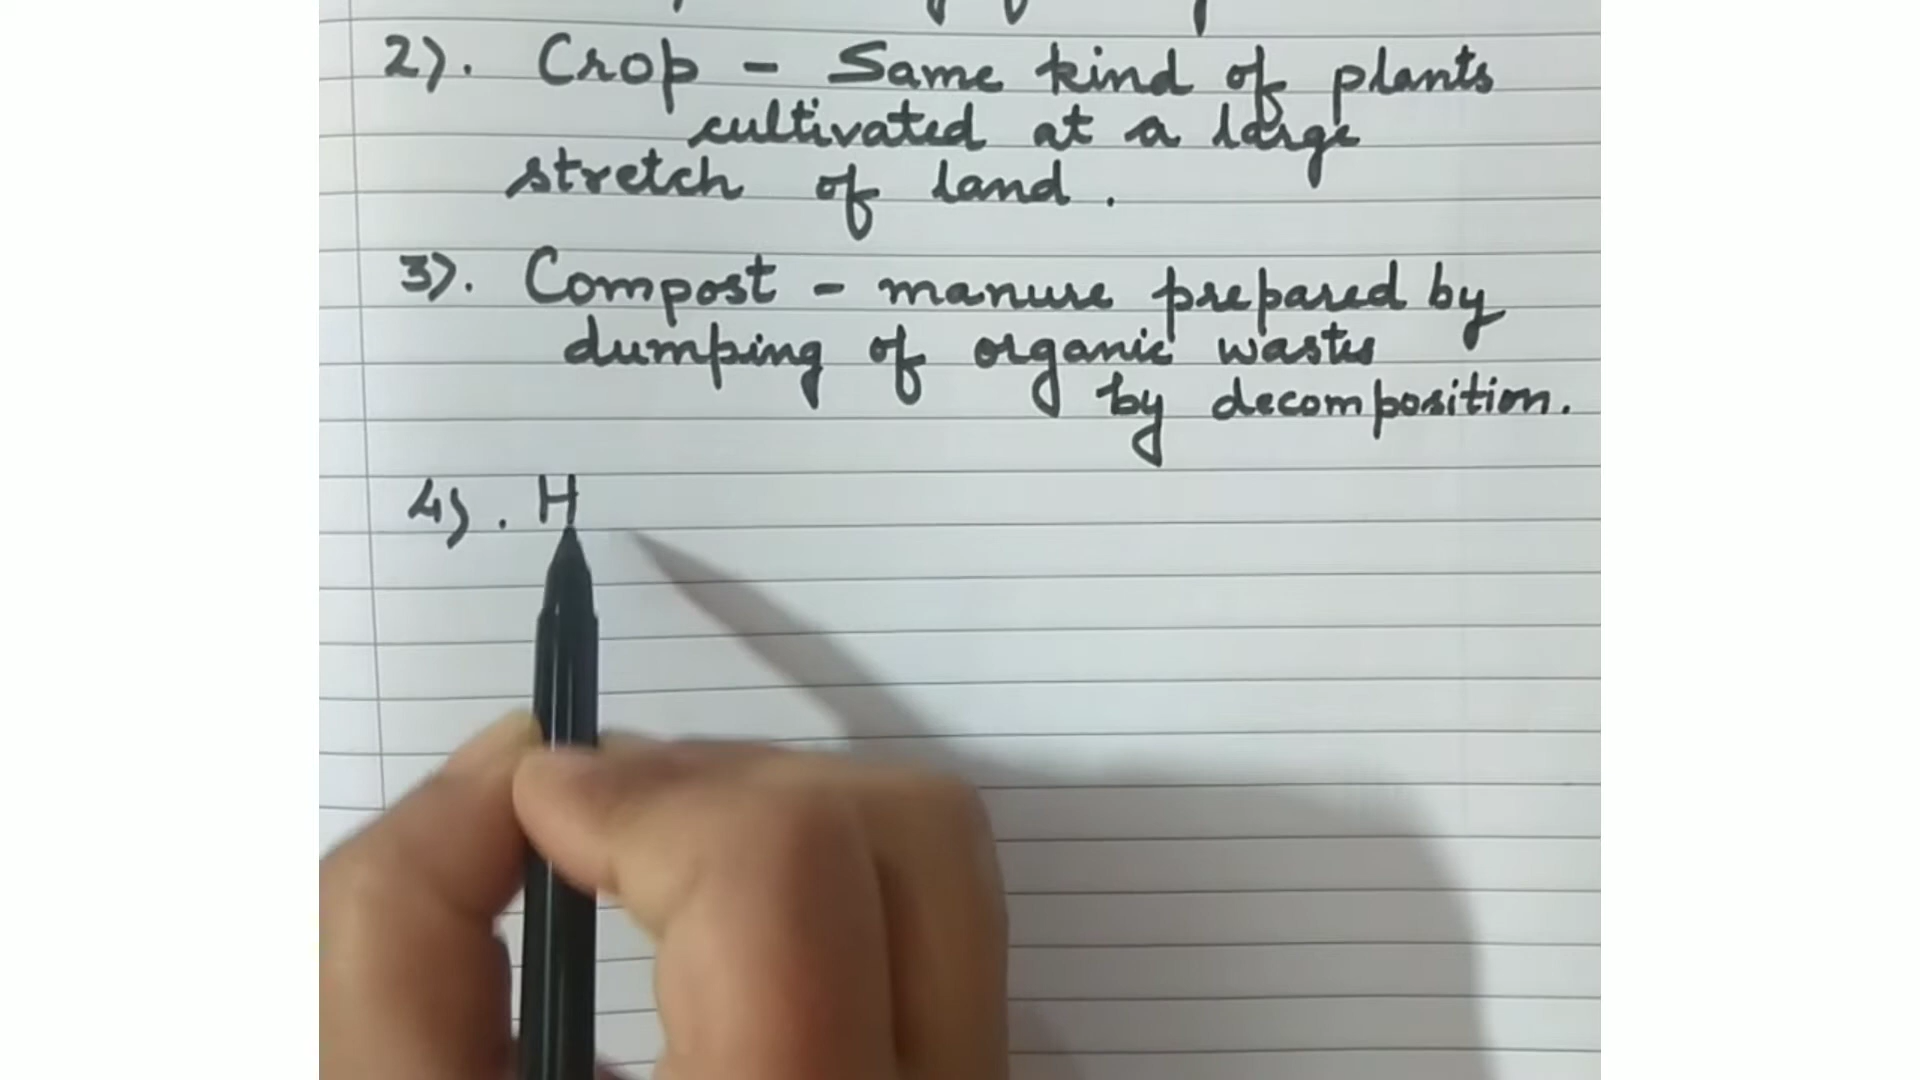 2). Crop - Same kind of plants
cultivated at a large
stretch of land .
3). Compost - manure prepared by
dumping of organic wastes
by decomposition.
4) . H